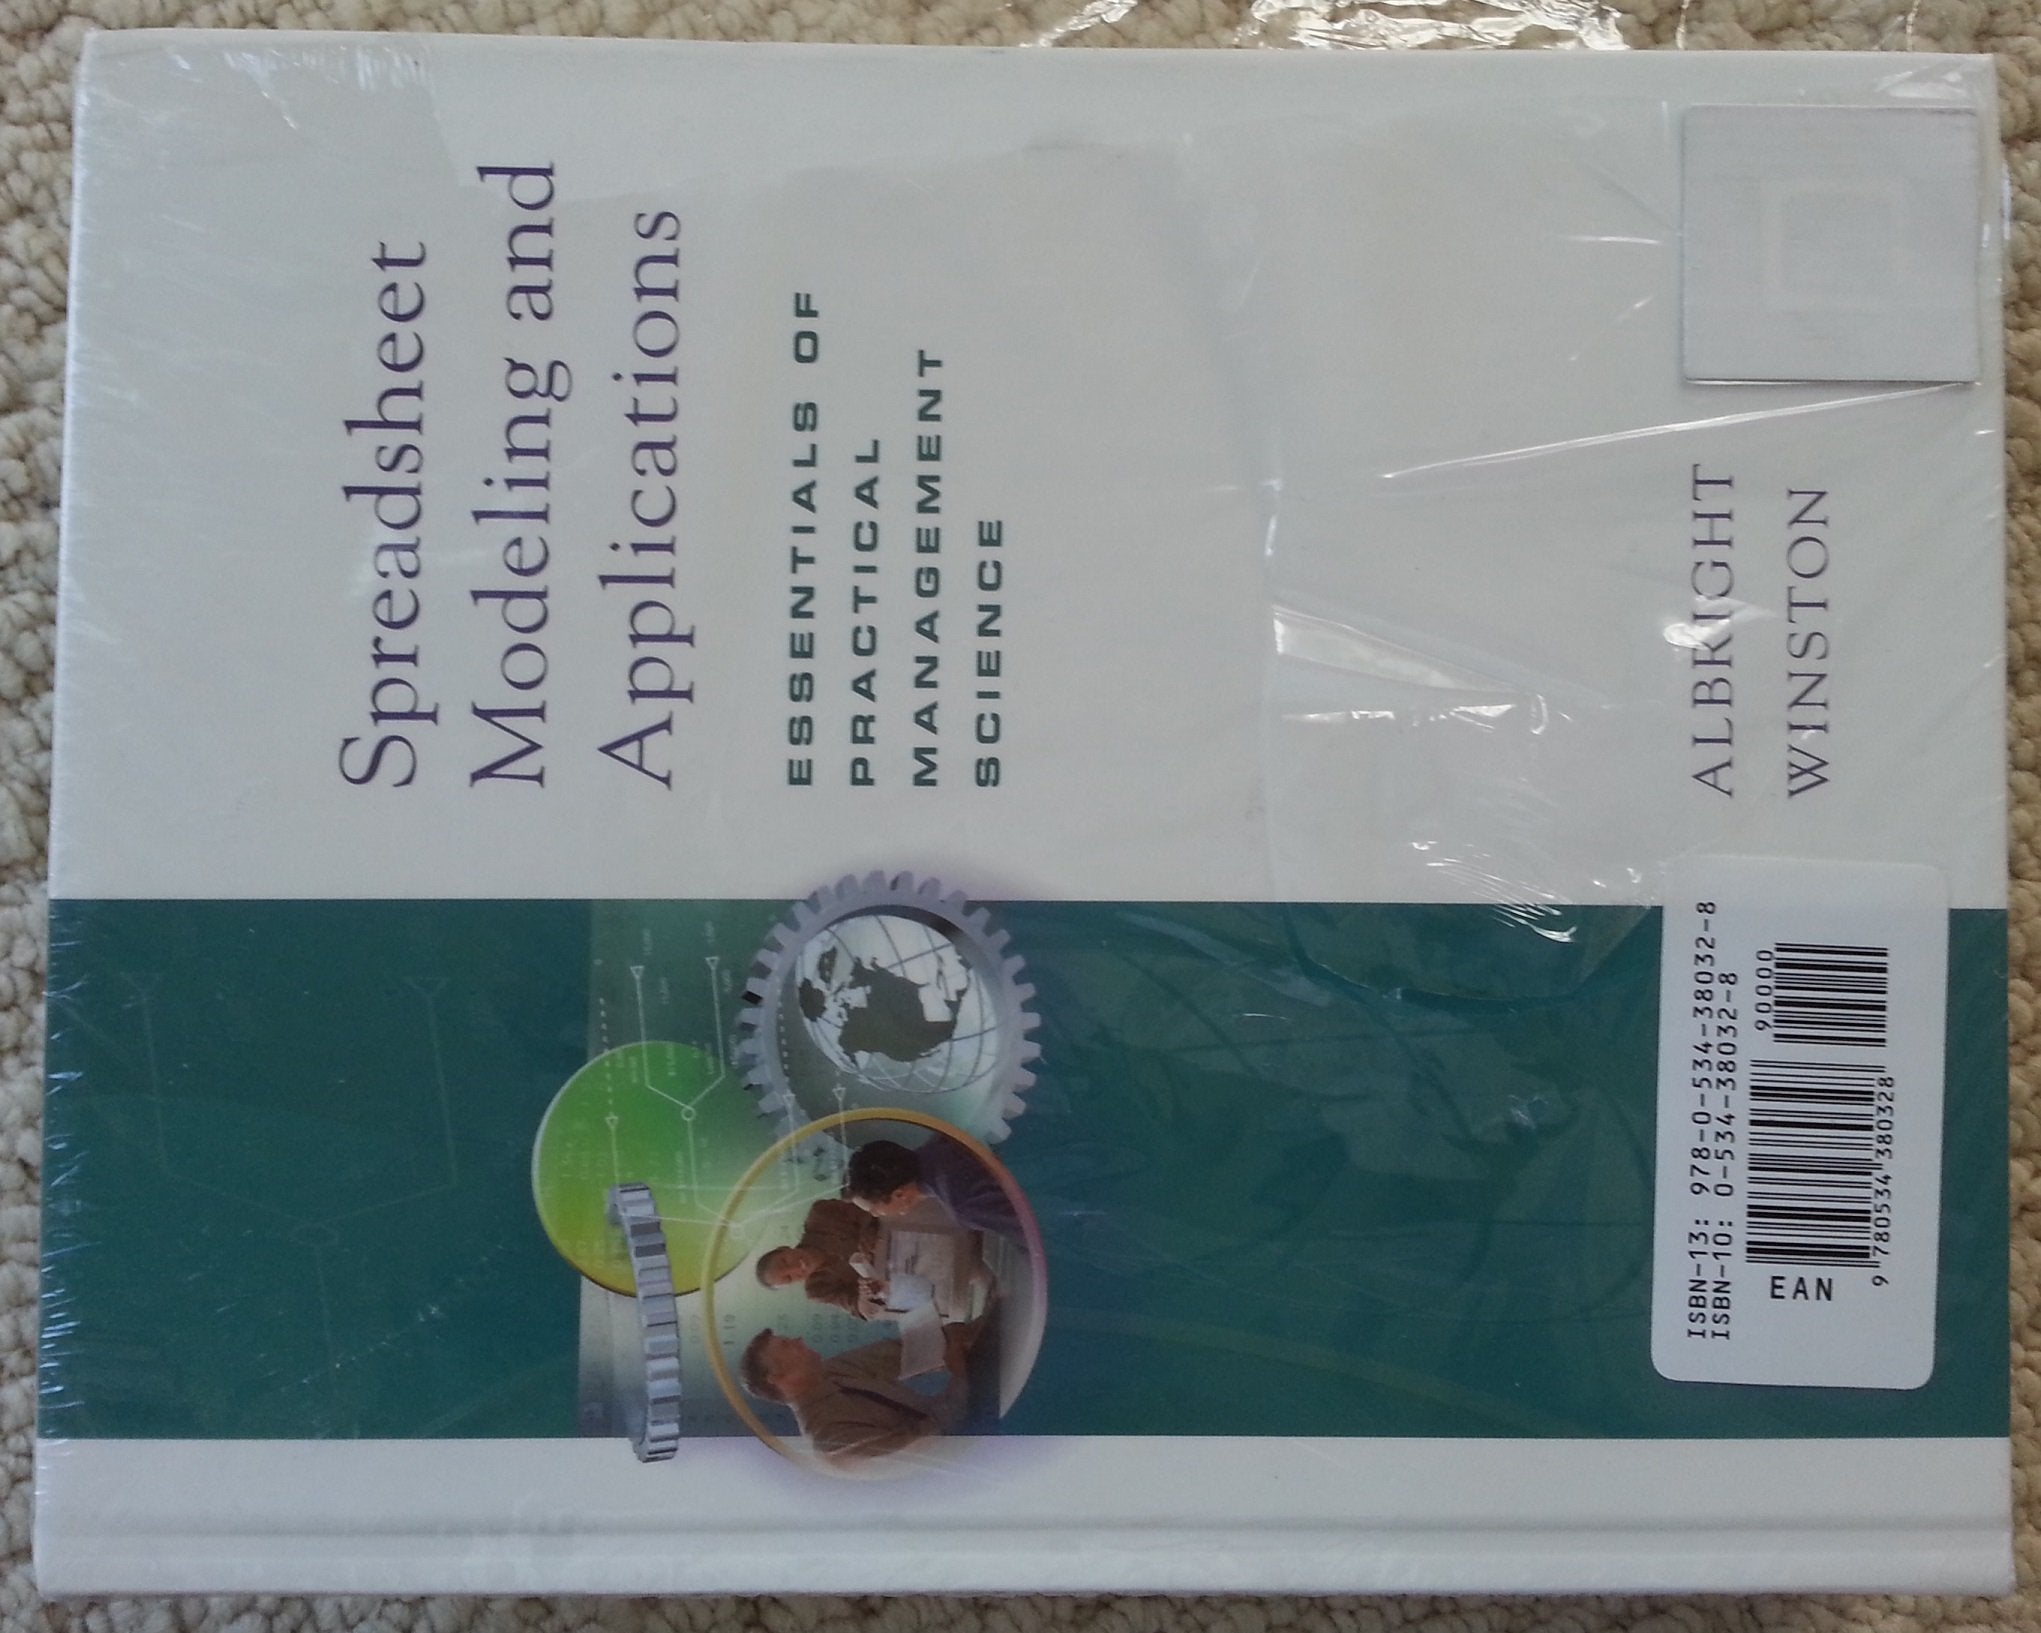 Spreadsheet
Modeling and
Applications
ESSENTIALS OF
PRACTICAL
MANAGEMENT
SCIENCE
ALBRIGHT
WINSTON
ISBN-13: 978-0-534-38032-8
ISBN-10: 0-534-38032-8
90000
EAN
9 780534 380328